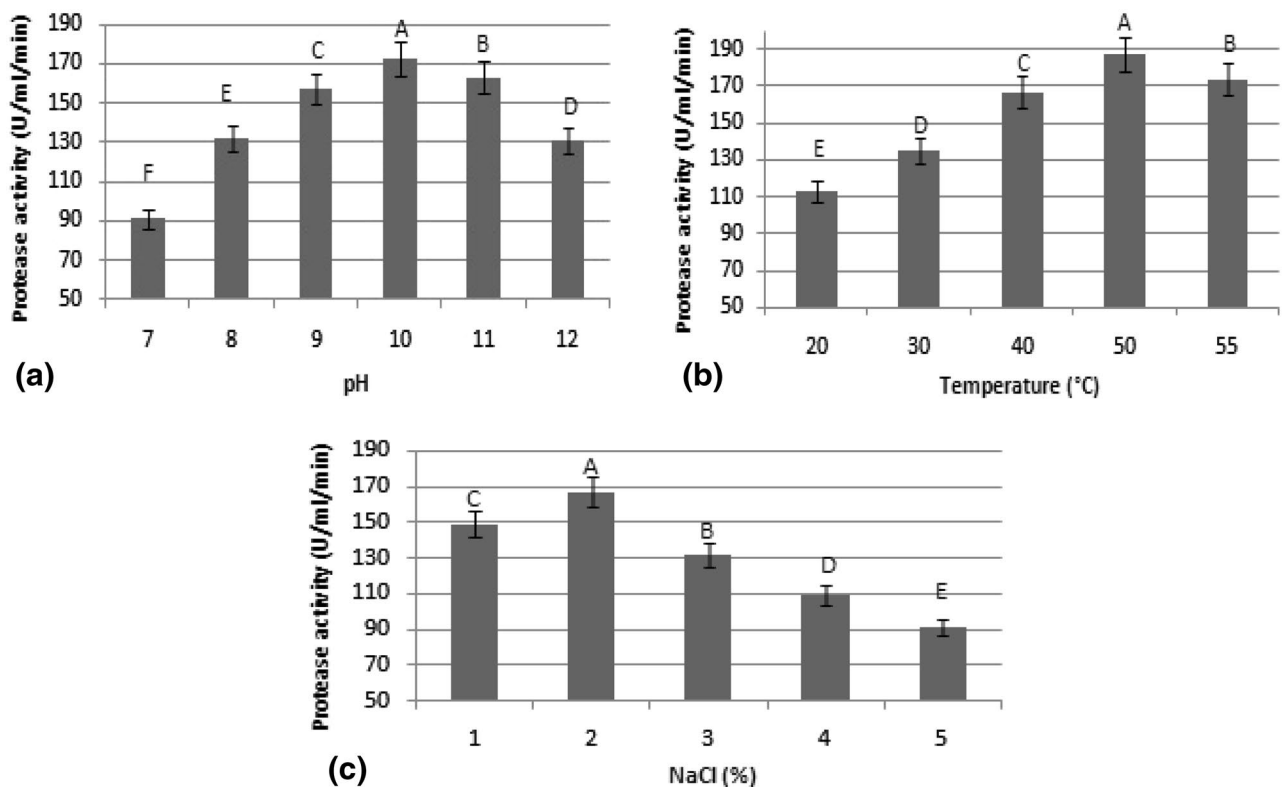 Protease activity (U/ml/min)
190
170
150
130
110
90
70
50
F
E
C
A
B
D
7 8 9 10 11 12
pH
(a)
Protease activity (U/ml/min)
190
170
150
130
110
90
70
50
E
D
C
A
B
20 30 40 50 55
Temperature (°C)
(b)
Protease activity (U/ml/min)
190
170
150
130
110
90
70
50
C
A
B
D
E
1 2 3 4 5
NaCl (%)
(c)